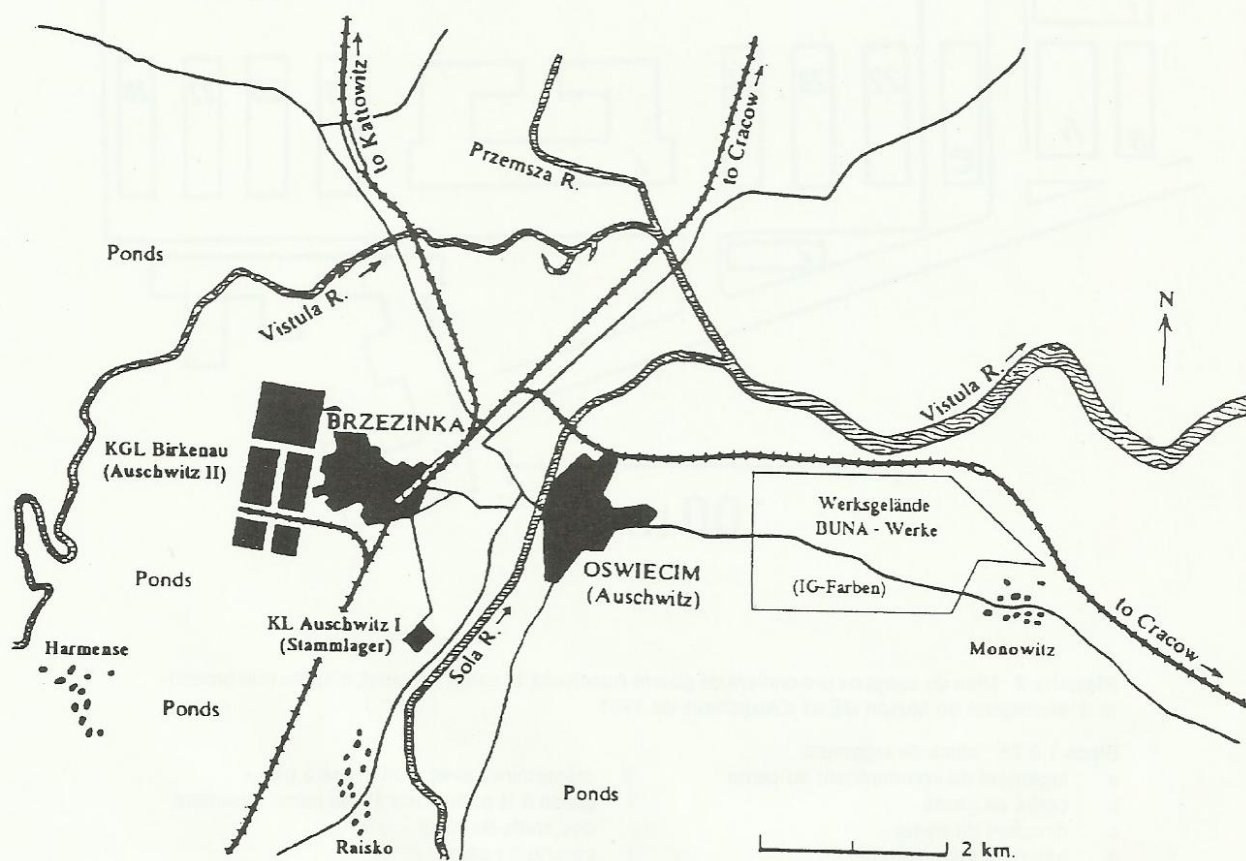 to Kattowitz
Przemsza R.
to Cracow
Ponds
Vistula R.
N
Vistula R.
BRZEZINKA
KGL Birkenau
(Auschwitz II)
Werksgelände
BUNA - Werke
(IG-Farben)
OSWIECIM
(Auschwitz)
Ponds
KL Auschwitz I
(Stammlager)
Sola R.
to Cracow
Harmense
Monowitz
Ponds
Ponds
Raisko
2 km.